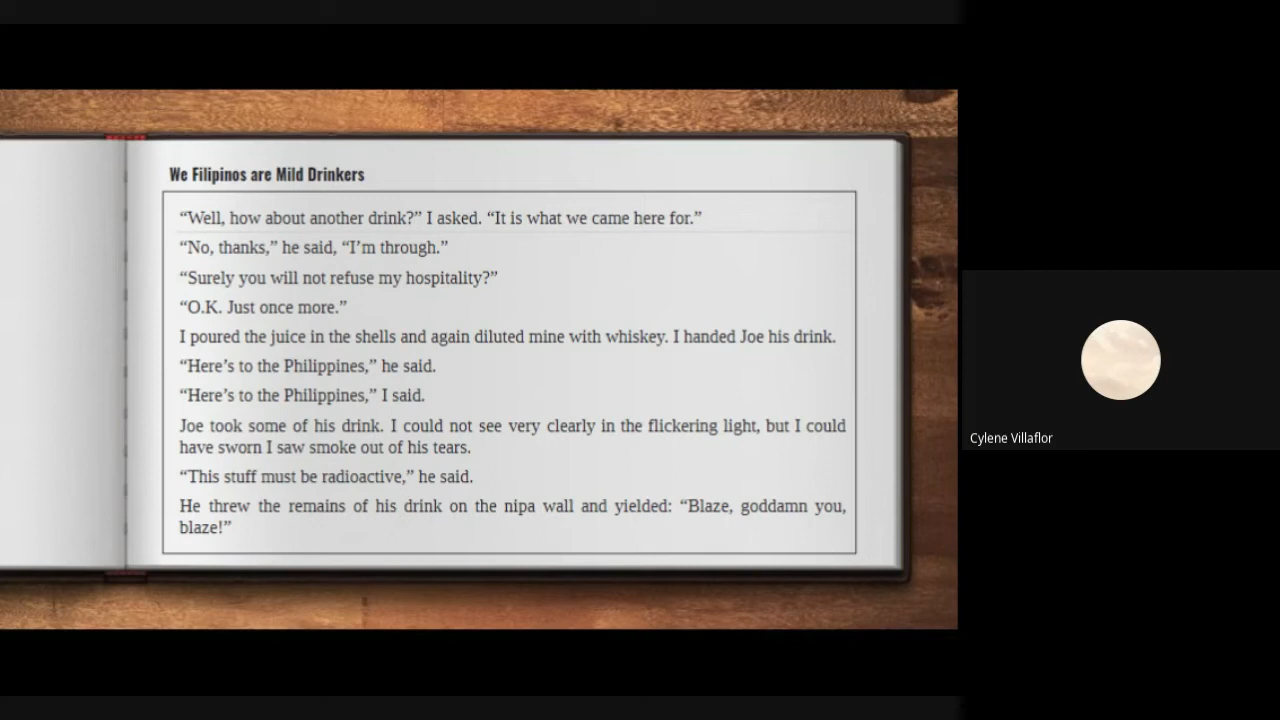 We Filipinos are Mild Drinkers
“Well, how about another drink?” I asked. “It is what we came here for.”
“No, thanks,” he said, “I’m through.”
“Surely you will not refuse my hospitality?”
“O.K. Just once more.”
I poured the juice in the shells and again diluted mine with whiskey. I handed Joe his drink.
“Here’s to the Philippines,” he said.
“Here’s to the Philippines,” I said.
Joe took some of his drink. I could not see very clearly in the flickering light, but I could
have sworn I saw smoke out of his tears.
“This stuff must be radioactive,” he said.
He threw the remains of his drink on the nipa wall and yielded: “Blaze, goddamn you,
blaze!”
Cylene Villaflor